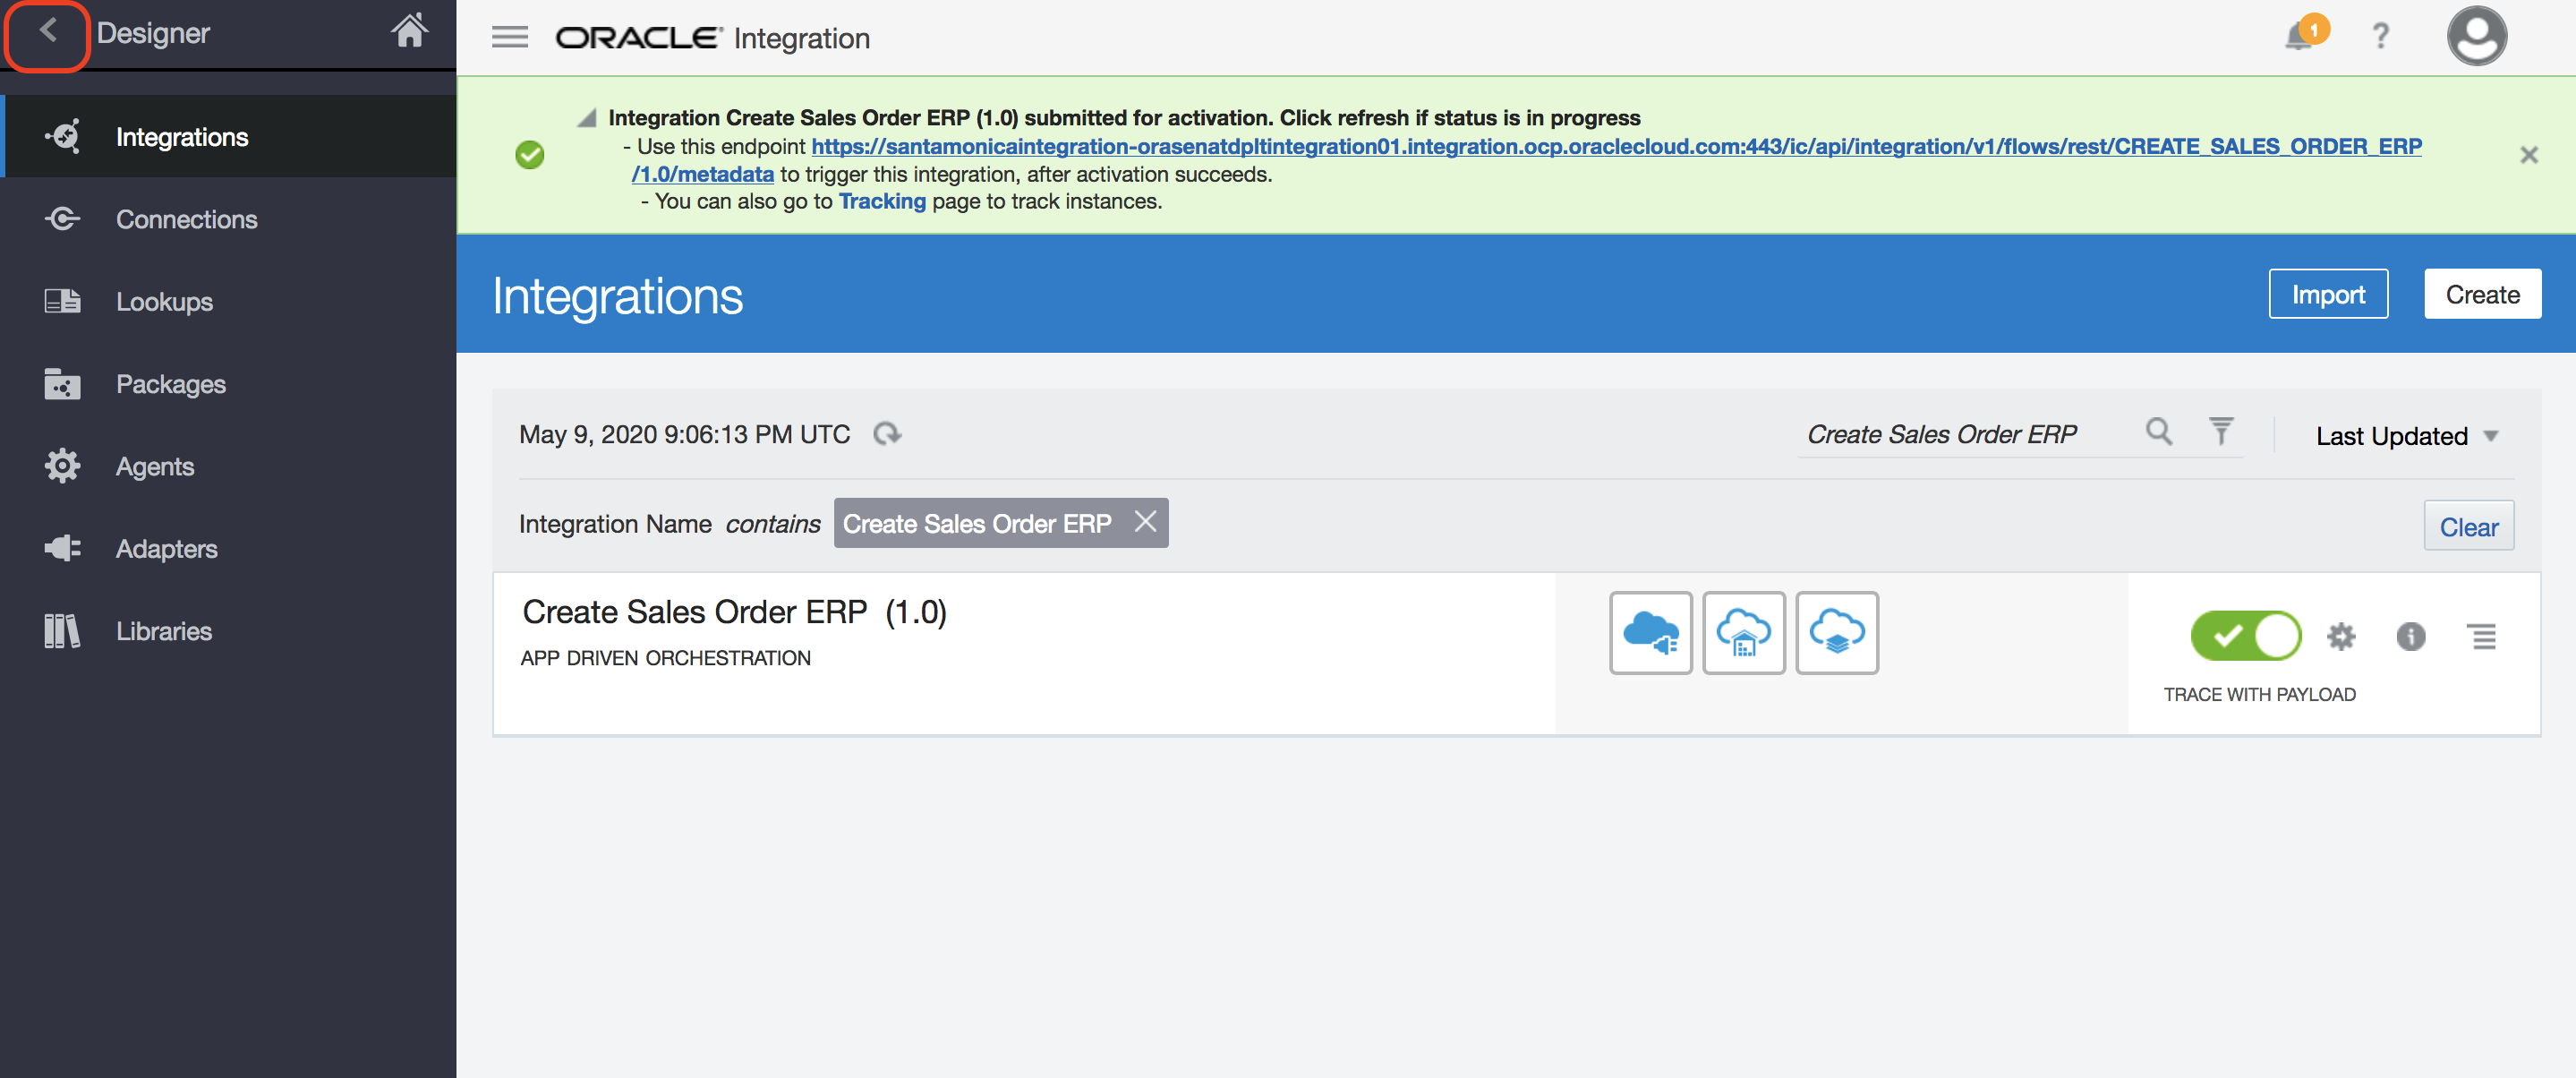 Designer
ORACLE Integration
1
?
Integrations
Connections
Lookups
Packages
Agents
Adapters
Libraries
Integration Create Sales Order ERP (1.0) submitted for activation. Click refresh if status is in progress
- Use this endpoint https://santamonicaintegration-orasenatdpltintegration01.integration.ocp.oraclecloud.com:443/ic/api/integration/v1/flows/rest/CREATE_SALES_ORDER_ERP
/1.0/metadata to trigger this integration, after activation succeeds.
- You can also go to Tracking page to track instances.
Integrations
Import
Create
May 9, 2020 9:06:13 PM UTC
Create Sales Order ERP
Last Updated
Integration Name contains Create Sales Order ERP
Clear
Create Sales Order ERP (1.0)
APP DRIVEN ORCHESTRATION
TRACE WITH PAYLOAD